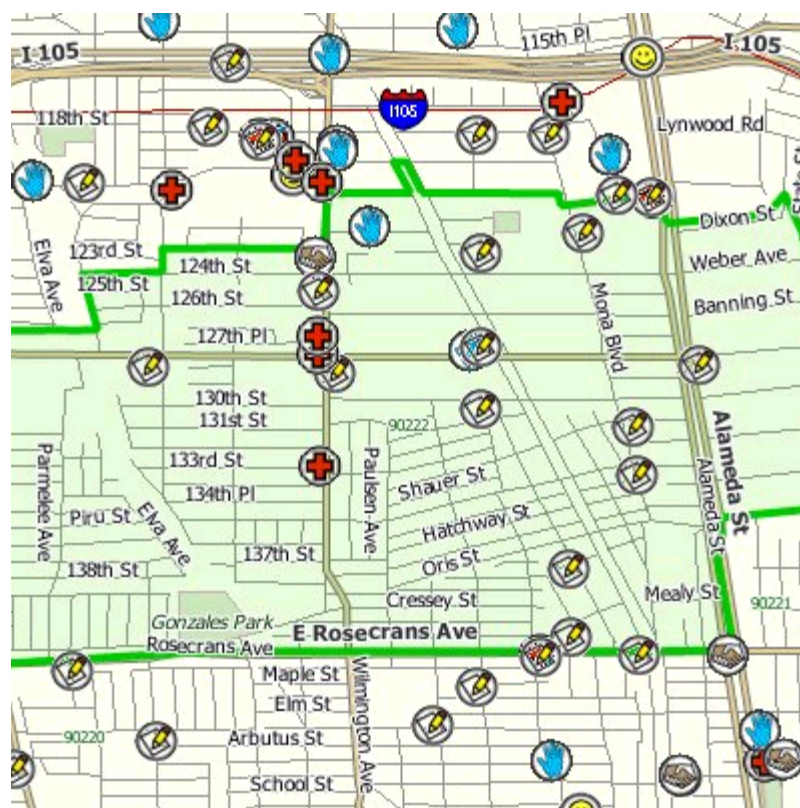 115th Pl
I 105
I 105
I105
118th St
Lynwood Rd
Dixon St
123rd St
124th St
Weber Ave
Elva Ave
125th St
126th St
Banning St
Mona Blvd
127th Pl
130th St
131st St
90222
Alameda St
133rd St
Paulsen Ave
Parmelee Ave
Shauer St
Alameda St
134th Pl
Piru St
Elva Ave
Hatchway St
137th St
Oris St
138th St
Cressey St
Mealy St
90221
Gonzales Park
E Rosecrans Ave
Rosecrans Ave
Maple St
Wilmington Ave
Elm St
90220
Arbutus St
School St